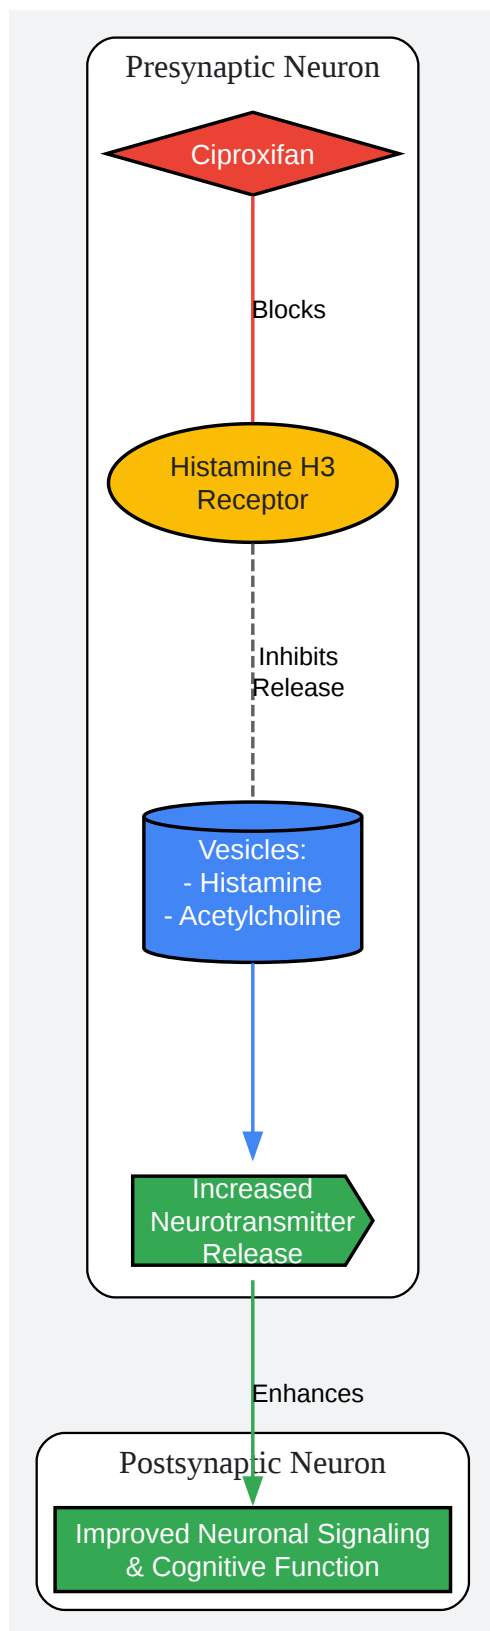 Presynaptic Neuron
Ciproxifan
Blocks
Histamine H3
Receptor
Inhibits
Release
Vesicles:
- Histamine
- Acetylcholine
Increased
Neurotransmitter
Release
Enhances
Postsynaptic Neuron
Improved Neuronal Signaling
& Cognitive Function